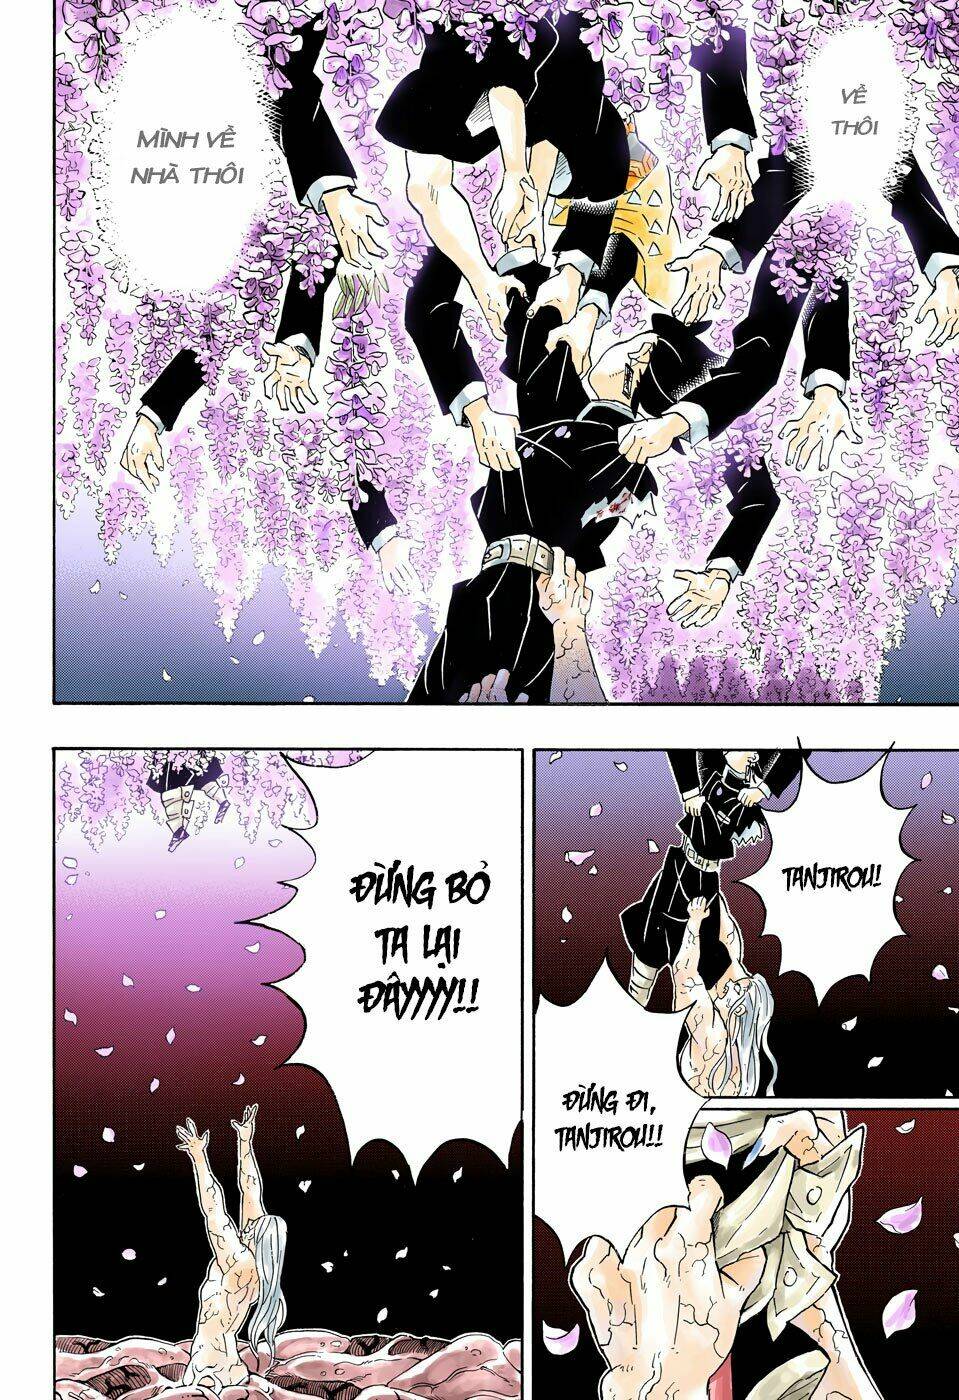 VỀ
THÔI
MÌNH VỀ
NHÀ THÔI
TANJIROU!
ĐỪNG ĐI,
TANJIROU!!
ĐỪNG BỎ
TA LẠI
ĐÂYYYY!!